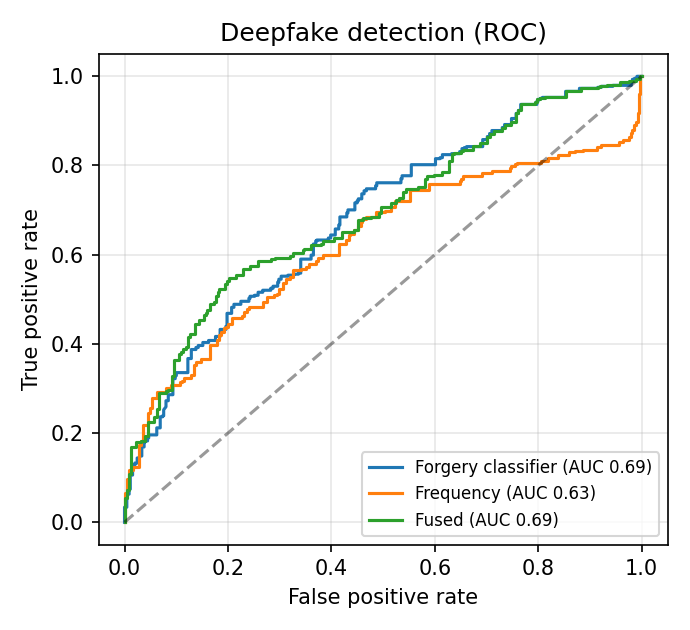 Deepfake detection (ROC)
True positive rate
1.0
0.8
0.6
0.4
0.2
0.0
Forgery classifier (AUC 0.69)
Frequency (AUC 0.63)
Fused (AUC 0.69)
0.0 0.2 0.4 0.6 0.8 1.0
False positive rate